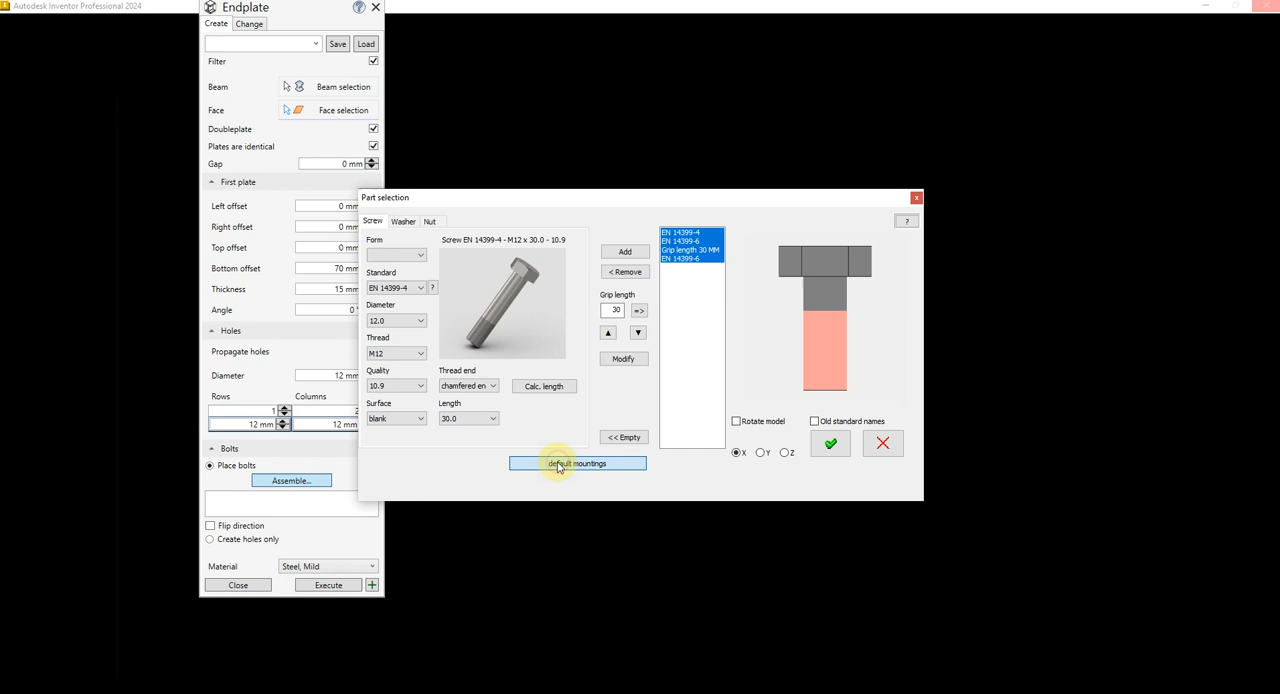 Autodesk Inventor Professional 2024
Endplate
Create Change
Save Load
Filter
Beam Beam selection
Face Face selection
Doubleplate
Plates are identical
Gap 0 mm
First plate
Left offset 0 mm
Right offset 0 mm
Top offset 0 mm
Bottom offset 70 mm
Thickness 15 mm
Angle 0 °
Holes
Propagate holes
Diameter 12 mm
Rows Columns
1 2
12 mm 12 mm
Bolts
Place bolts
Assemble...
Flip direction
Create holes only
Material Steel, Mild
Close Execute
Part selection
Screw Washer Nut
?
Form Screw EN 14399-4 - M12 x 30.0 - 10.9
Standard
EN 14399-4 ?
Diameter
12.0
Thread
M12
Quality Thread end
10.9 chamfered en Calc. length
Surface Length
blank 30.0
Add
< Remove
Grip length
30 =>
Modify
<< Empty
default mountings
EN 14399-4
EN 14399-6
Grip length 30 MM
EN 14399-6
Rotate model Old standard names
X Y Z